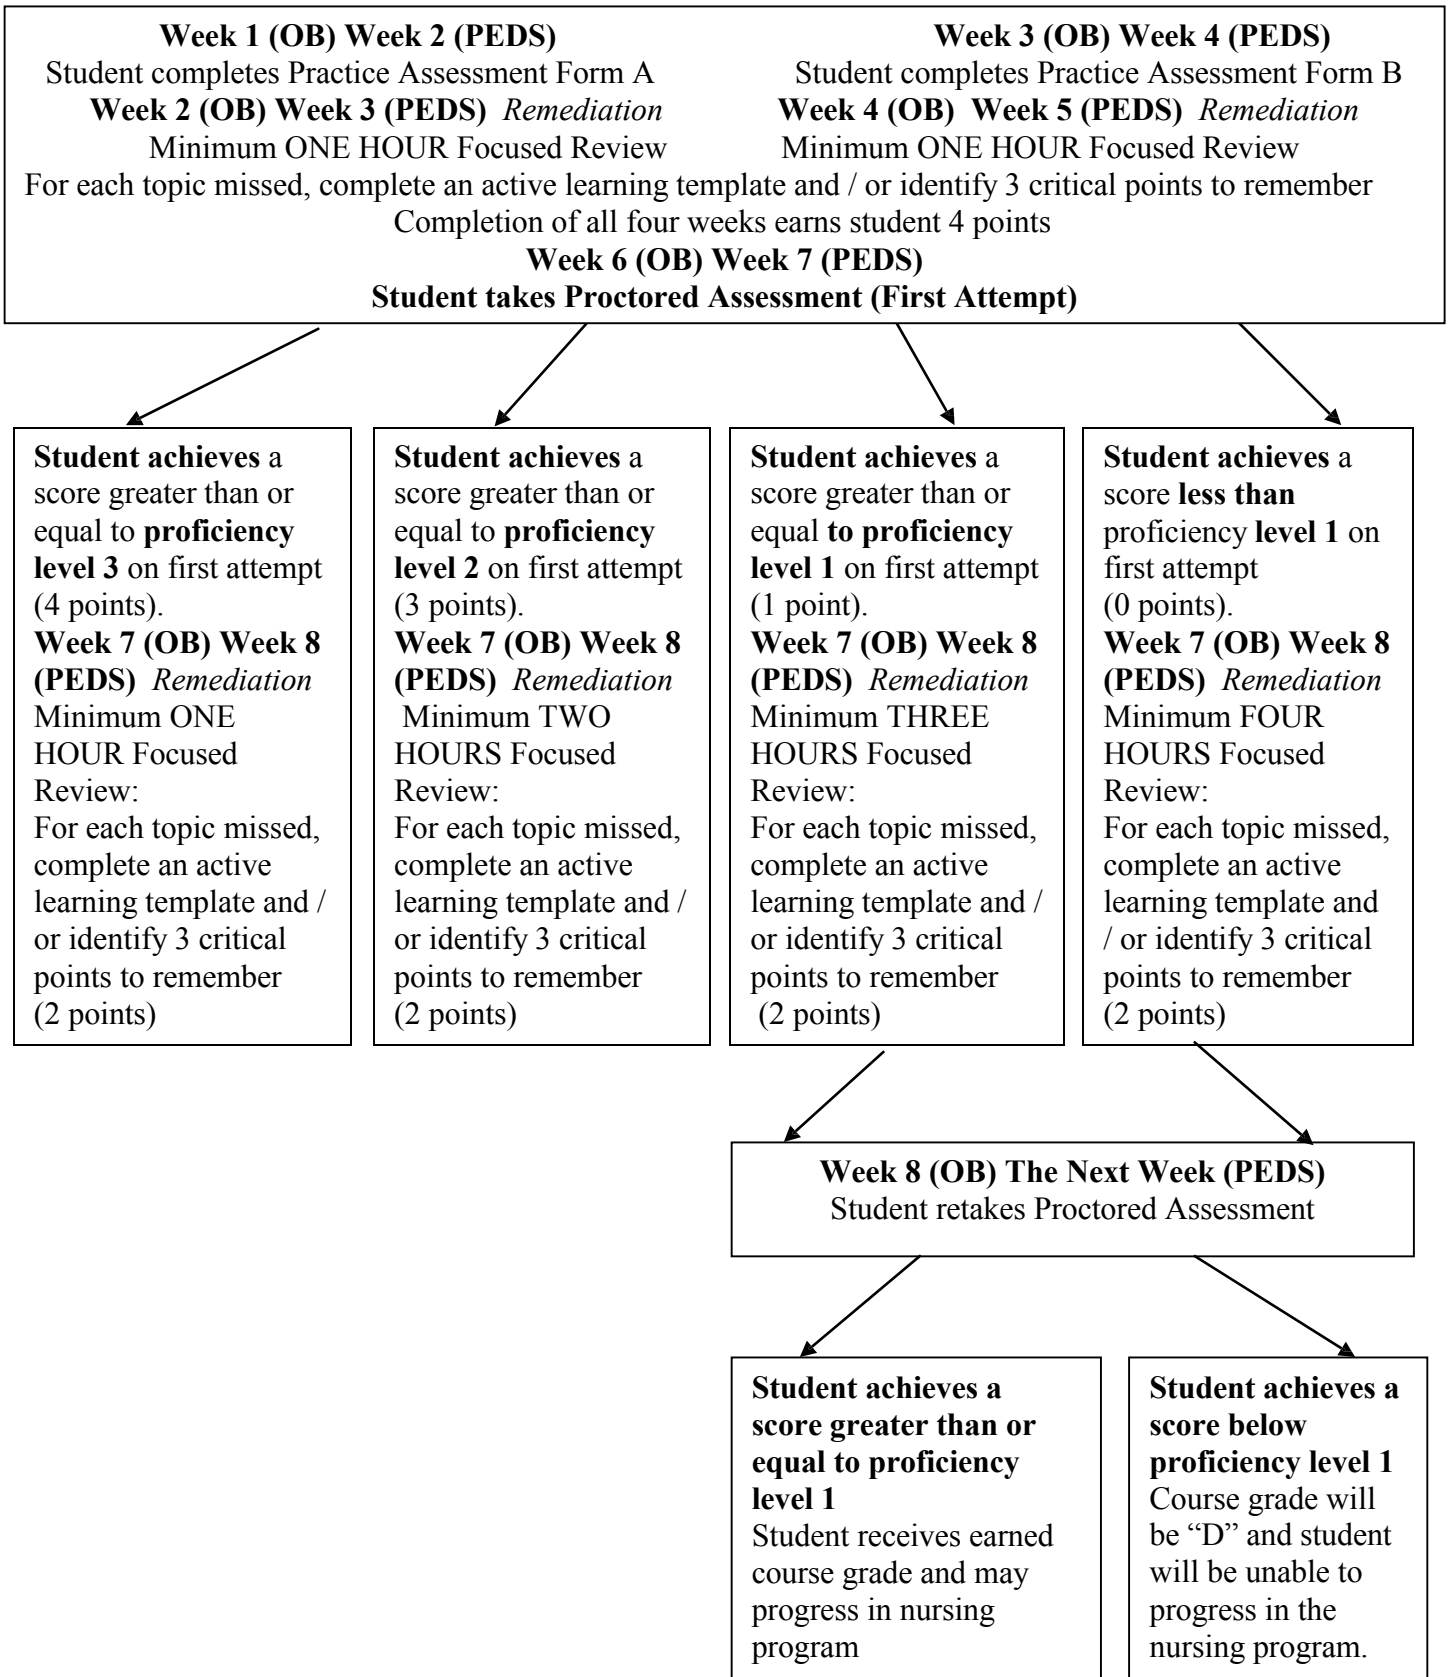 Week 1 (OB) Week 2 (PEDS)
Student completes Practice Assessment Form A
Week 2 (OB) Week 3 (PEDS) Remediation
Minimum ONE HOUR Focused Review
Week 3 (OB) Week 4 (PEDS)
Student completes Practice Assessment Form B
Week 4 (OB) Week 5 (PEDS) Remediation
Minimum ONE HOUR Focused Review
For each topic missed, complete an active learning template and / or identify 3 critical points to remember
Completion of all four weeks earns student 4 points
Week 6 (OB) Week 7 (PEDS)
Student takes Proctored Assessment (First Attempt)
Student achieves a
score greater than or
equal to proficiency
level 3 on first attempt
(4 points).
Week 7 (OB) Week 8
(PEDS) Remediation
Minimum ONE
HOUR Focused
Review:
For each topic missed,
complete an active
learning template and /
or identify 3 critical
points to remember
(2 points)
Student achieves a
score greater than or
equal to proficiency
level 2 on first attempt
(3 points).
Week 7 (OB) Week 8
(PEDS) Remediation
Minimum TWO
HOURS Focused
Review:
For each topic missed,
complete an active
learning template and /
or identify 3 critical
points to remember
(2 points)
Student achieves a
score greater than or
equal to proficiency
level 1 on first attempt
(1 point).
Week 7 (OB) Week 8
(PEDS) Remediation
Minimum THREE
HOURS Focused
Review:
For each topic missed,
complete an active
learning template and /
or identify 3 critical
points to remember
(2 points)
Student achieves a
score less than
proficiency level 1 on
first attempt
(0 points).
Week 7 (OB) Week 8
(PEDS) Remediation
Minimum FOUR
HOURS Focused
Review:
For each topic missed,
complete an active
learning template and
/ or identify 3 critical
points to remember
(2 points)
Week 8 (OB) The Next Week (PEDS)
Student retakes Proctored Assessment
Student achieves a
score greater than or
equal to proficiency
level 1
Student receives earned
course grade and may
progress in nursing
program
Student achieves a
score below
proficiency level 1
Course grade will
be “D” and student
will be unable to
progress in the
nursing program.